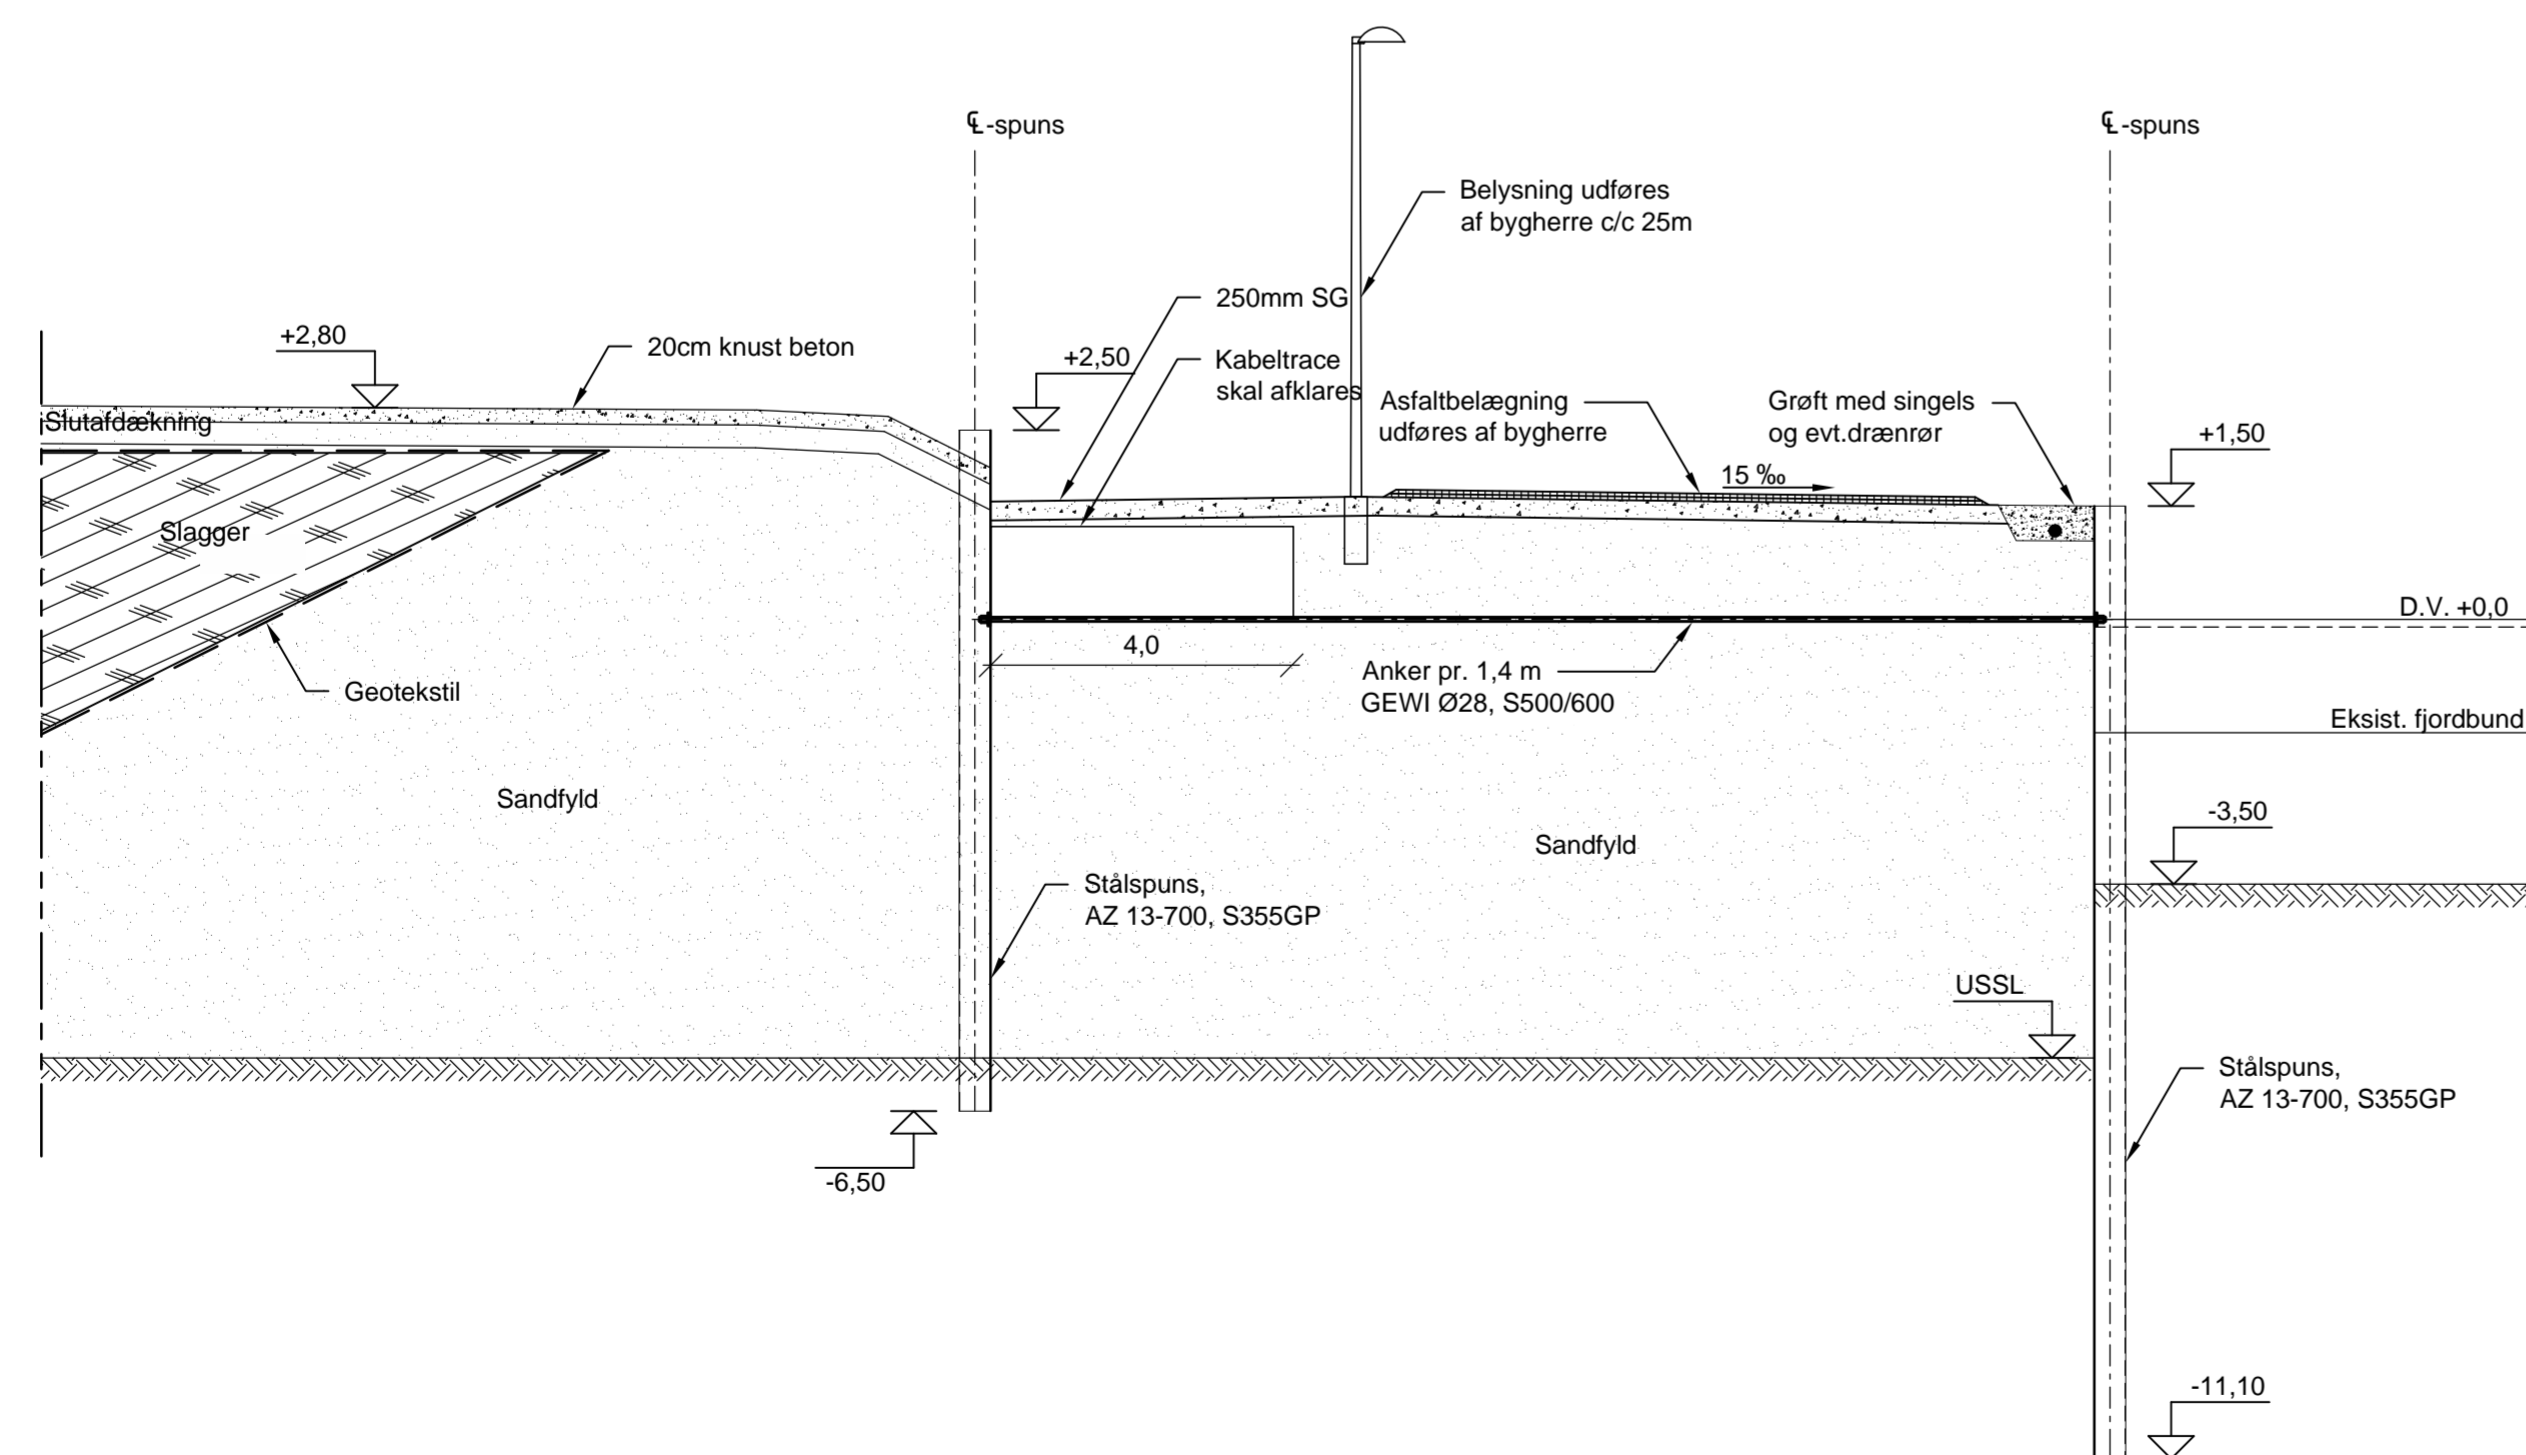 ℄-spuns
℄-spuns
Belysning udføres
af bygherre c/c 25m
250mm SG
+2,80
20cm knust beton
+2,50
Kabeltrace
skal afklares
Asfaltbelægning
udføres af bygherre
Grøft med singels
og evt.drænrør
+1,50
Slutafdækning
15 ‰
Slagger
D.V. +0,0
4,0
Anker pr. 1,4 m
GEWI Ø28, S500/600
Geotekstil
Eksist. fjordbund
Sandfyld
-3,50
Sandfyld
Stålspuns,
AZ 13-700, S355GP
USSL
Stålspuns,
AZ 13-700, S355GP
-6,50
-11,10